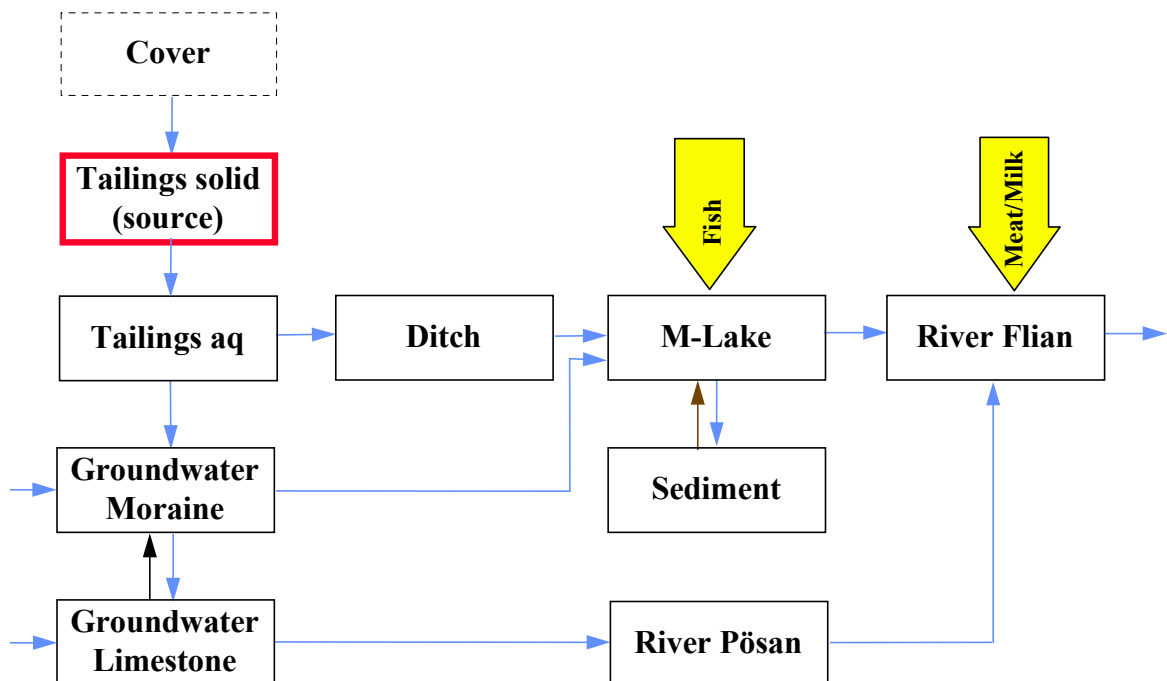 Cover
Tailings solid
(source)
Fish
Meat/Milk
Tailings aq
Ditch
M-Lake
River Flian
Groundwater
Moraine
Sediment
Groundwater
Limestone
River Pösan